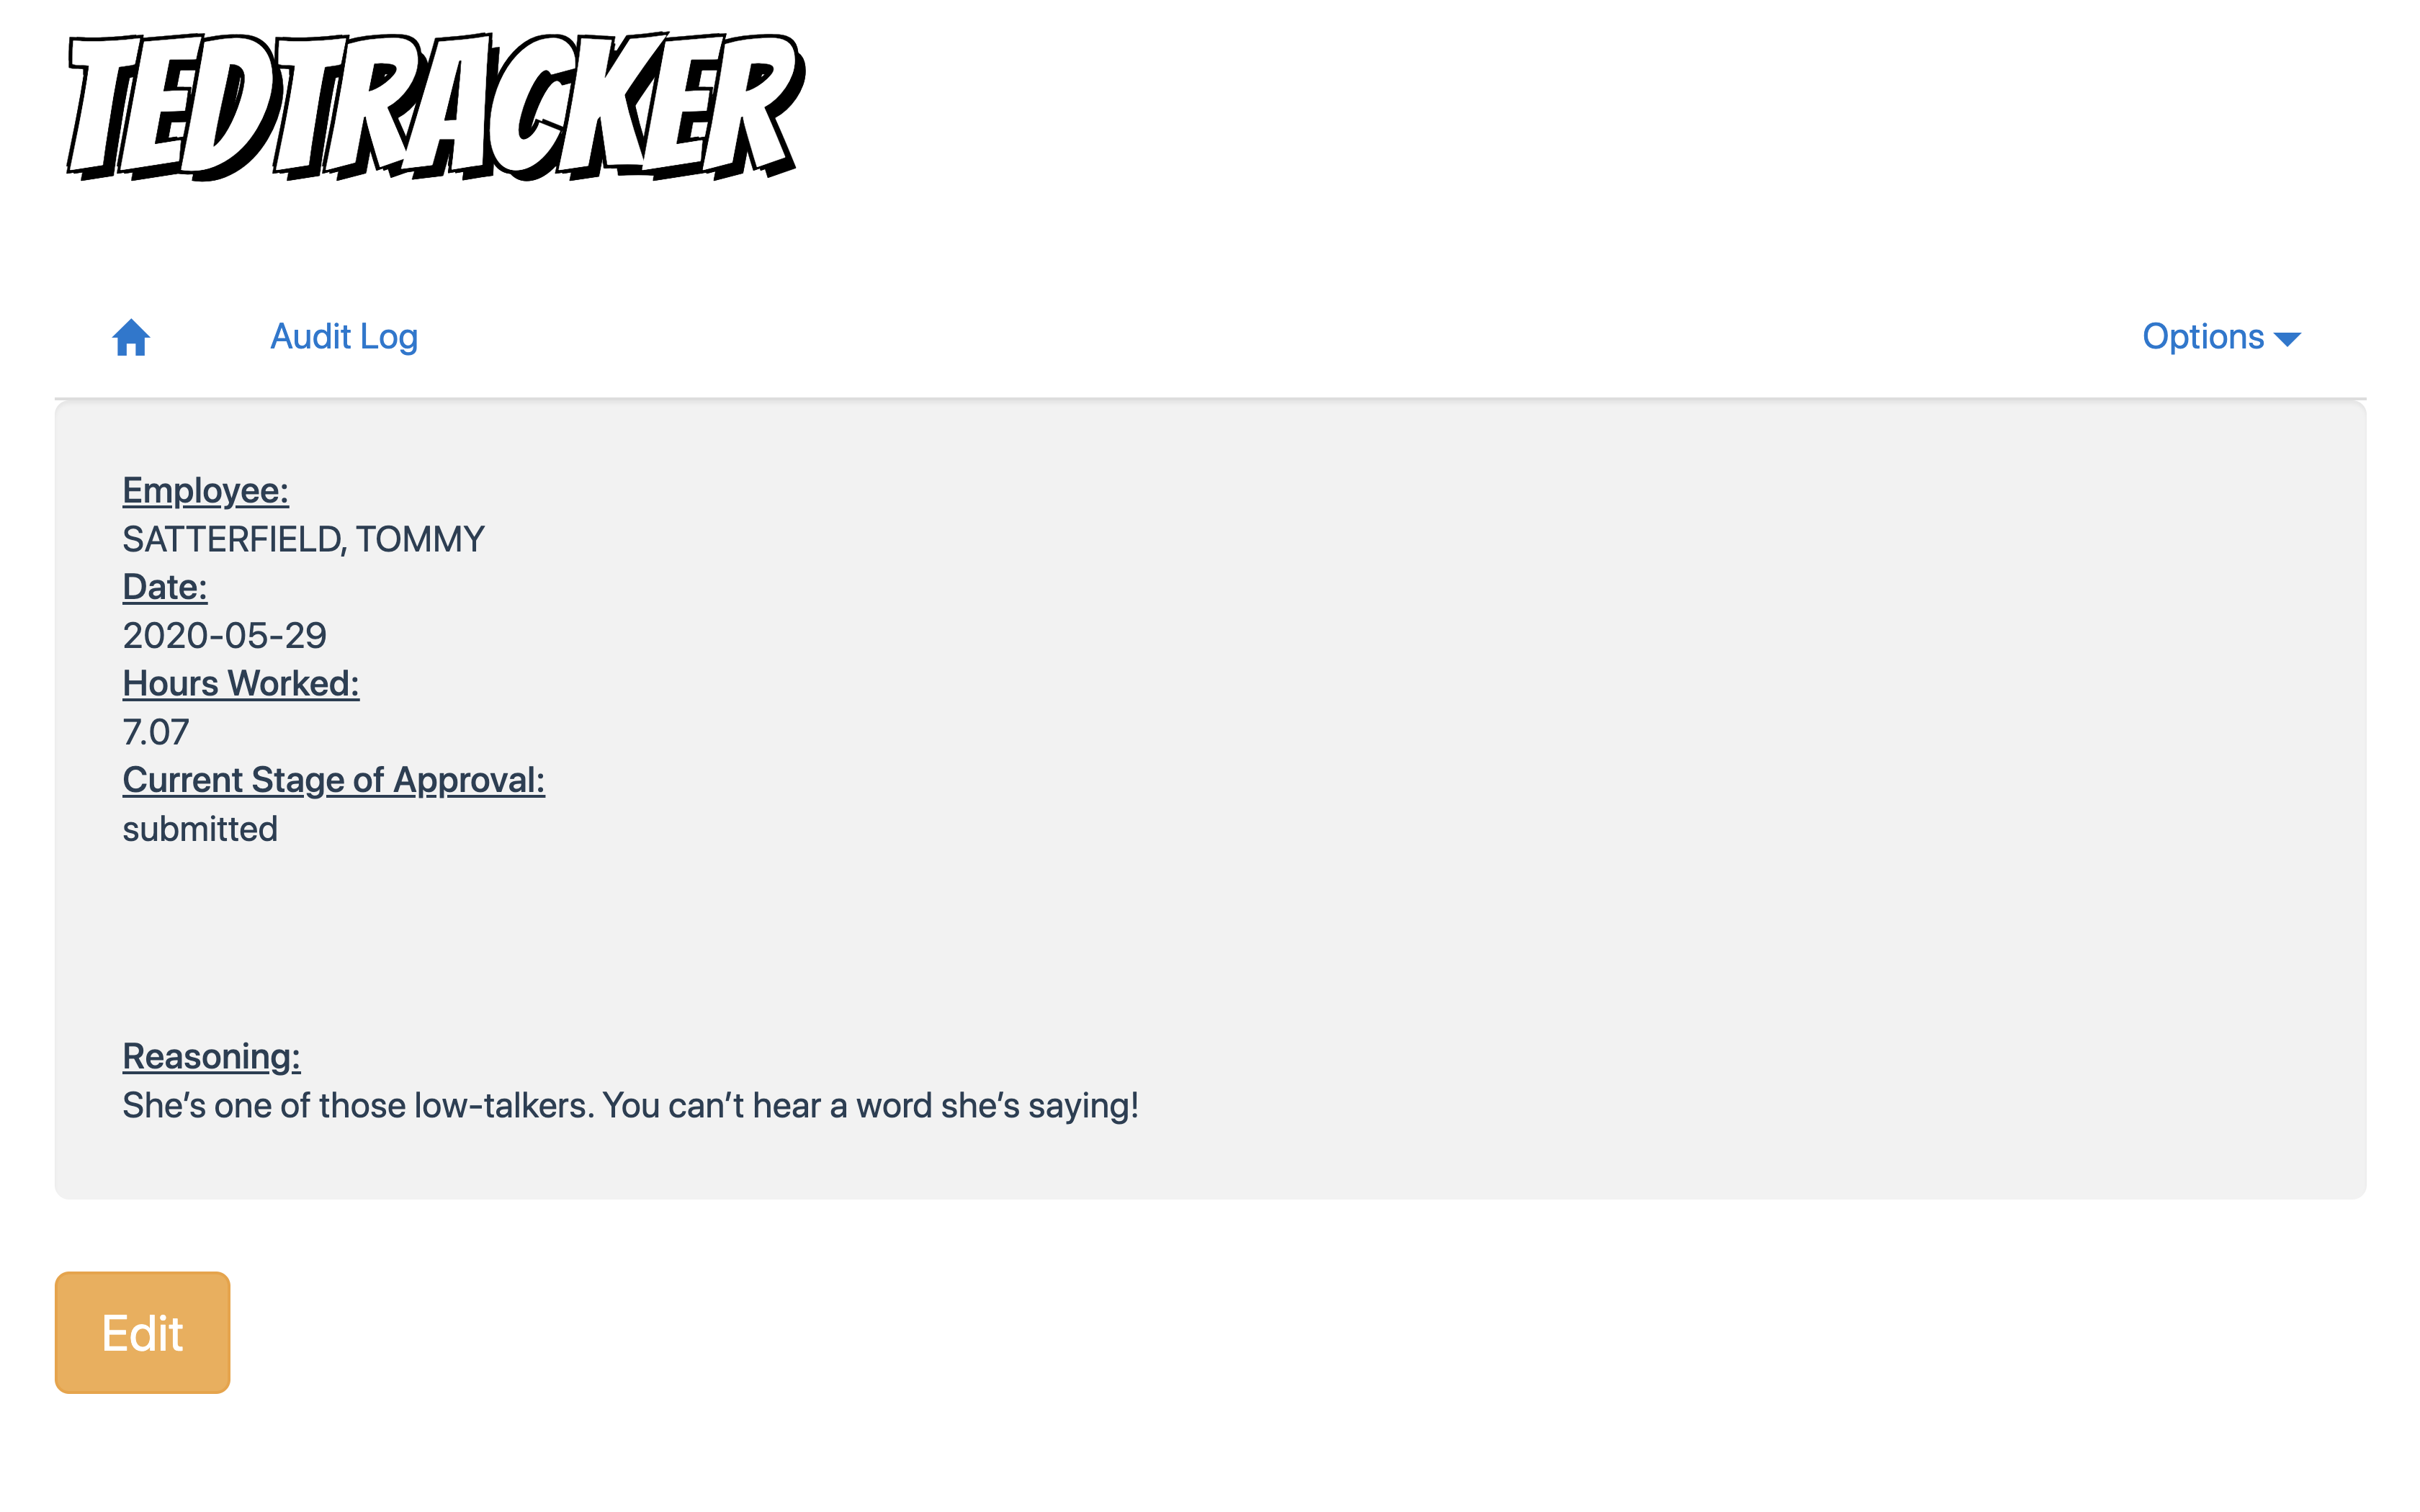 TEDTRACKER
Audit Log
Options
Employee:
SATTERFIELD, TOMMY
Date:
2020-05-29
Hours Worked:
7.07
Current Stage of Approval:
submitted
Reasoning:
She’s one of those low-talkers. You can’t hear a word she’s saying!
Edit